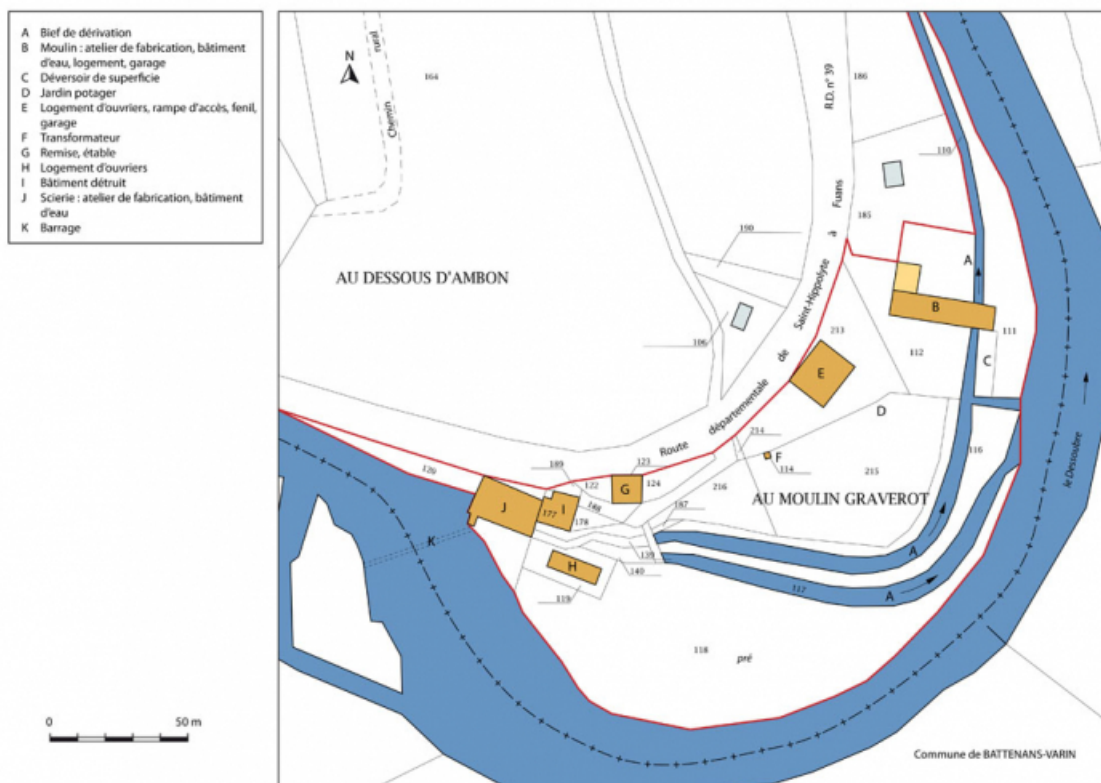 A Bief de dérivation
B Moulin : atelier de fabrication, bâtiment
d'eau, logement, garage
C Déversoir de superficie
D Jardin potager
E Logement d'ouvriers, rampe d'accès, fenil,
garage
F Transformateur
G Remise, étable
H Logement d'ouvriers
I Bâtiment détruit
J Scierie : atelier de fabrication, bâtiment
d'eau
K Barrage
N
164
Chemin
rural
R.D. n° 39
186
110
185
190
Fuans
à
AU DESSOUS D'AMBON
A
106
Saint-Hippolyte
213
B
111
112
C
de
E
départementale
Route
D
le Dessoubre
214
F
114
116
120
189
123
122
G
124
216
215
188
187
AU MOULIN GRAVEROT
J
177
I
178
K
139
A
H
140
119
117
A
118
pré
0
50 m
Commune de BATTENANS-VARIN